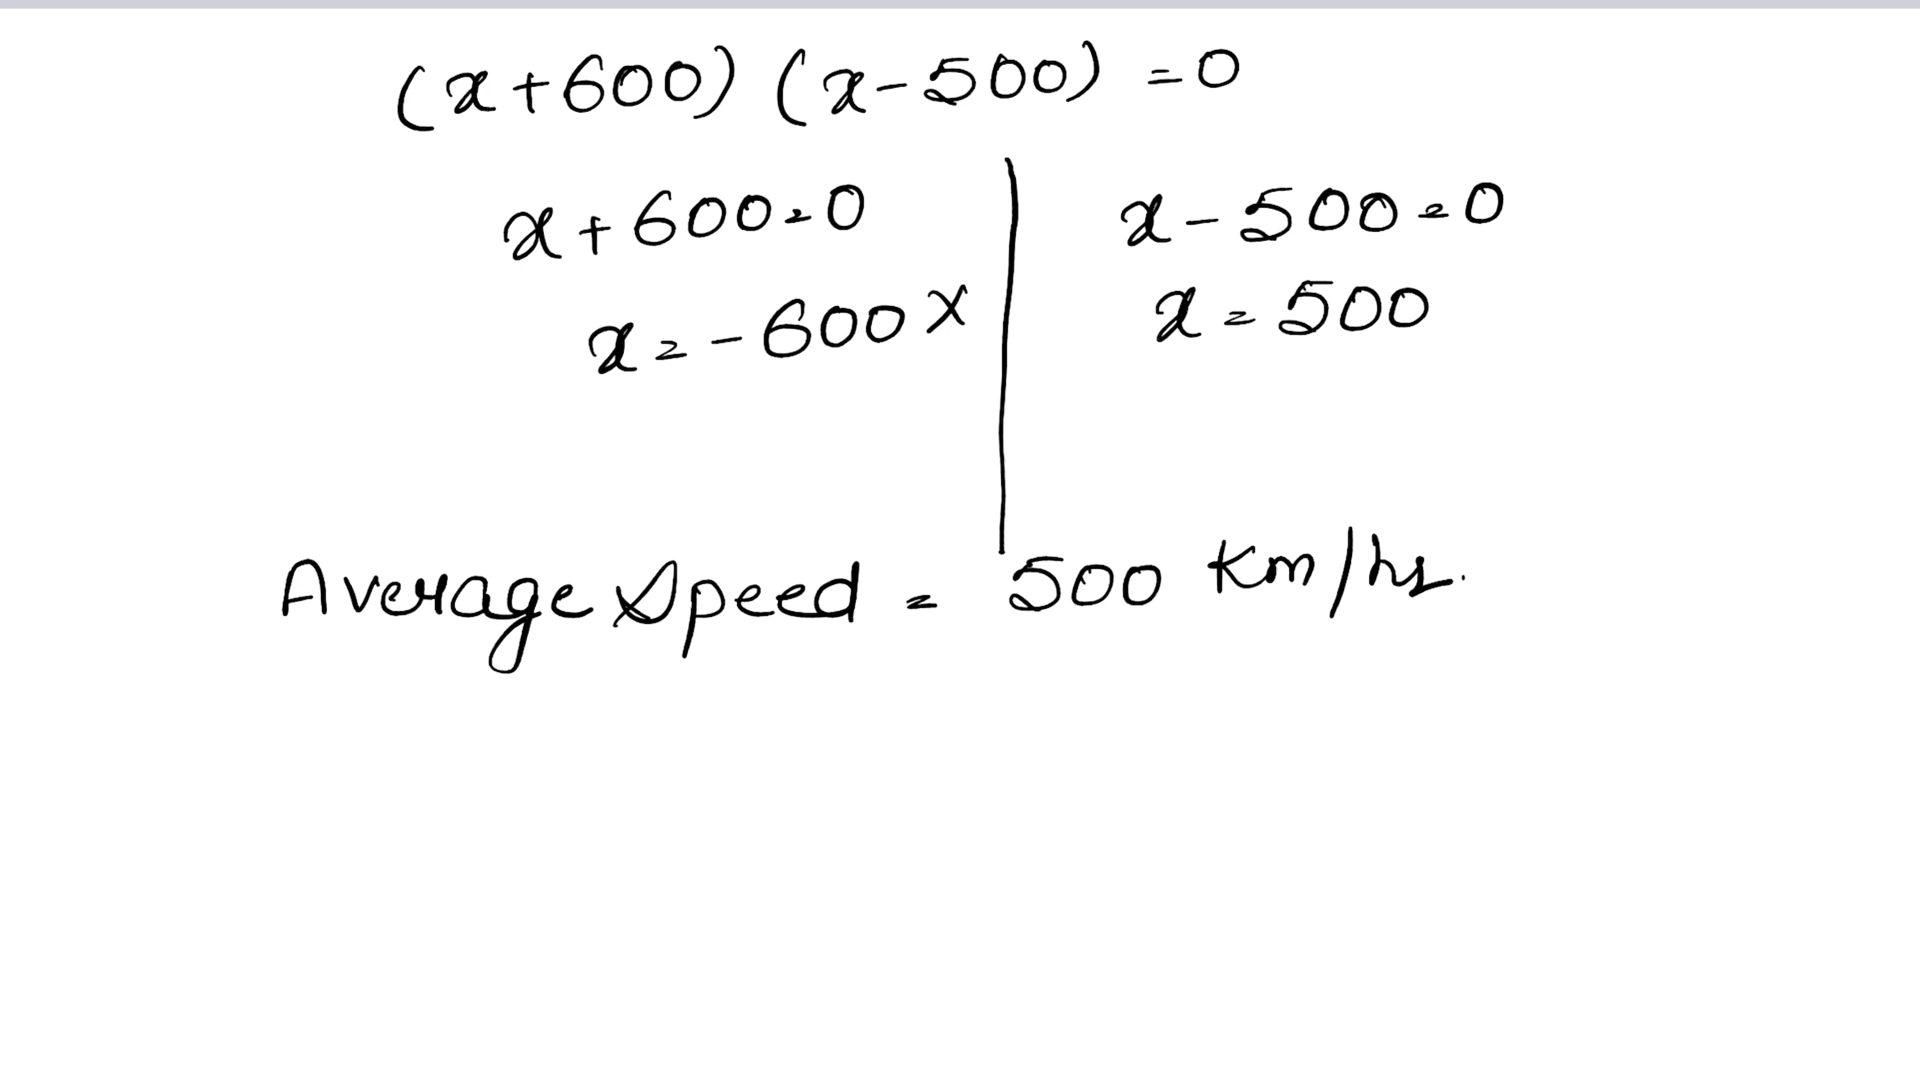 (x+600) (x-500) =0
x+600=0
x=-600 x
x-500=0
x=500
Average Speed = 500 Km/hr.